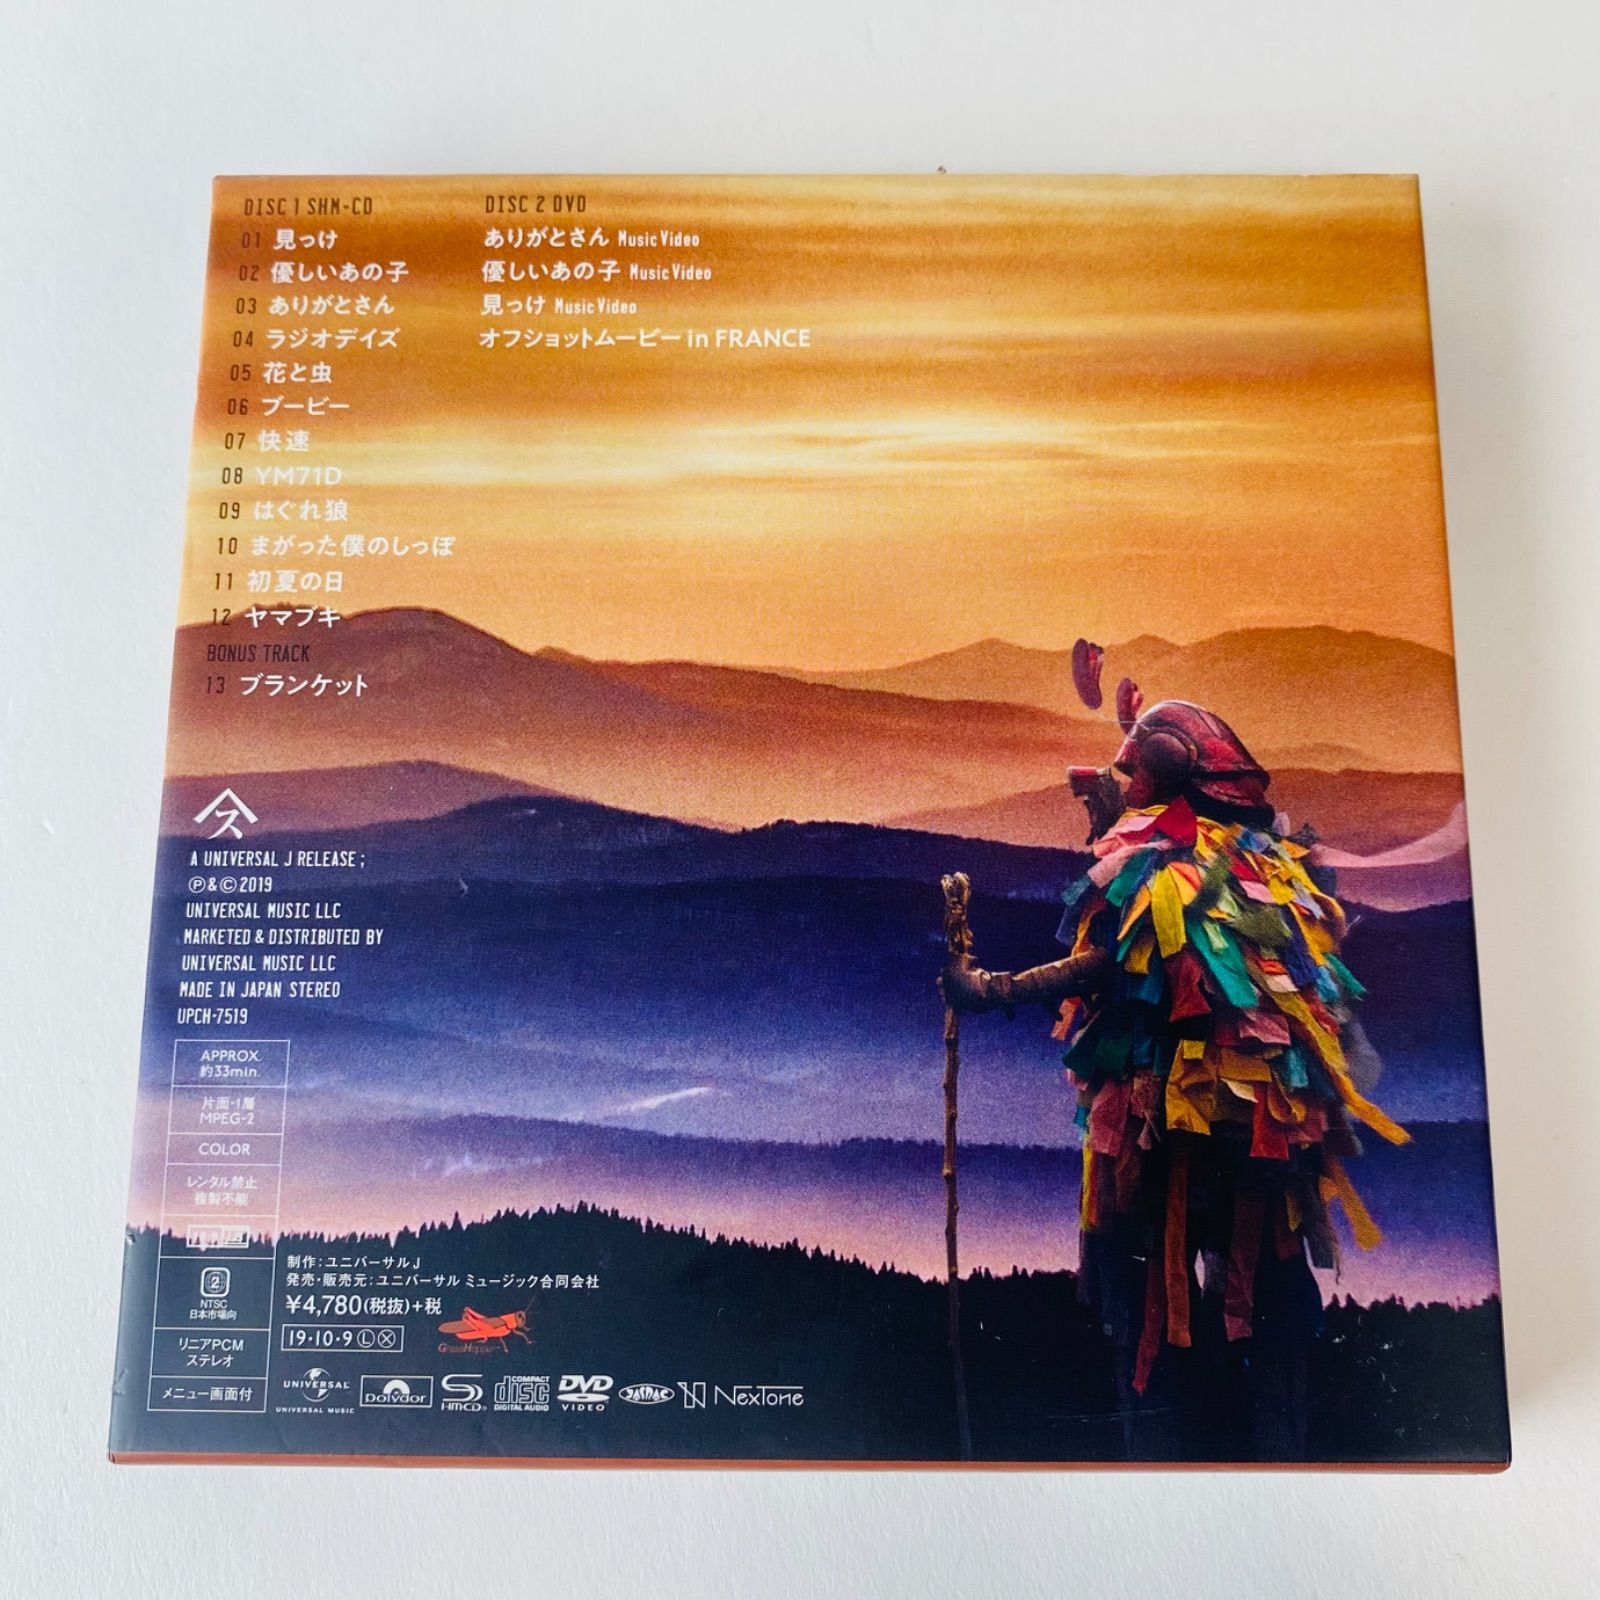 DISC 1 SHM-CD
01 見っけ
02 優しいあの子
03 ありがとさん
04 ラジオデイズ
05 花と虫
06 ブービー
07 快速
08 YM71D
09 はぐれ狼
10 まがった僕のしっぽ
11 初夏の日
12 ヤマブキ
BONUS TRACK
13 ブランケット
DISC 2 DVD
ありがとさん Music Video
優しいあの子 Music Video
見っけ Music Video
オフショットムービー in FRANCE
ス
A UNIVERSAL J RELEASE ;
Ⓟ & © 2019
UNIVERSAL MUSIC LLC
MARKETED & DISTRIBUTED BY
UNIVERSAL MUSIC LLC
MADE IN JAPAN STEREO
UPCH-7519
APPROX.
約33min.
片面・1層
MPEG-2
COLOR
レンタル禁止
複製不能
2
NTSC
日本市場向
リニアPCM
ステレオ
メニュー画面付
制作：ユニバーサル J
発売・販売元：ユニバーサル ミュージック合同会社
¥4,780(税抜)+税
19・10・9 Ⓛ Ⓧ
GrassHopper
UNIVERSAL
UNIVERSAL MUSIC
Polydor
SHMCD
COMPACT
disc
DIGITAL AUDIO
DVD
VIDEO
JASRAC
N NexTone